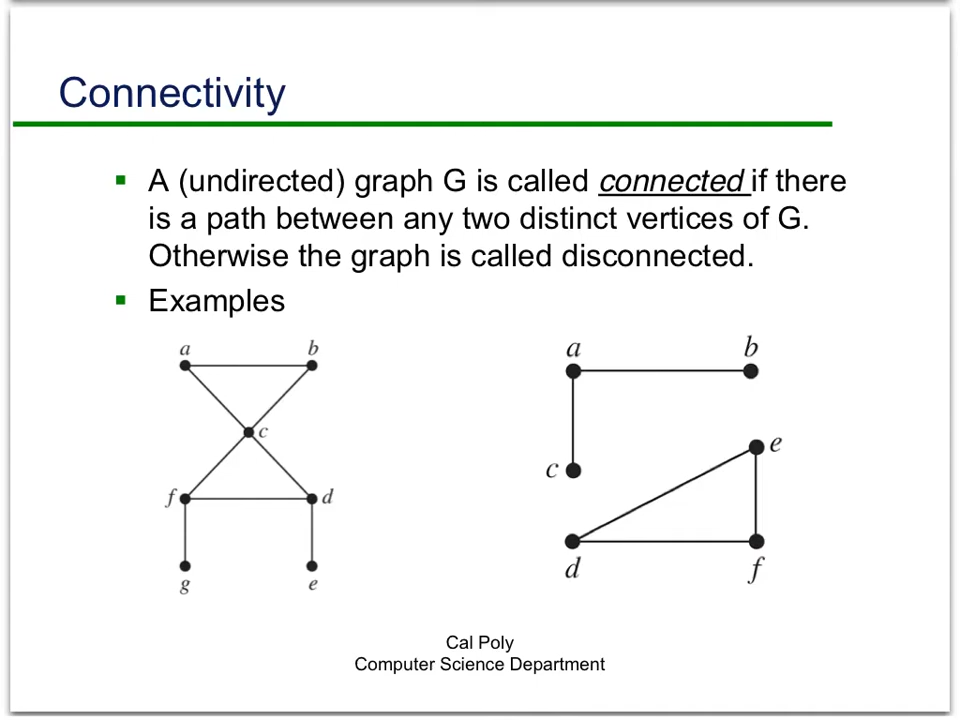 Connectivity
▪ A (undirected) graph G is called connected if there
is a path between any two distinct vertices of G.
Otherwise the graph is called disconnected.
▪ Examples
a b
c
f d
g e
a b
e
c
d f
Cal Poly
Computer Science Department